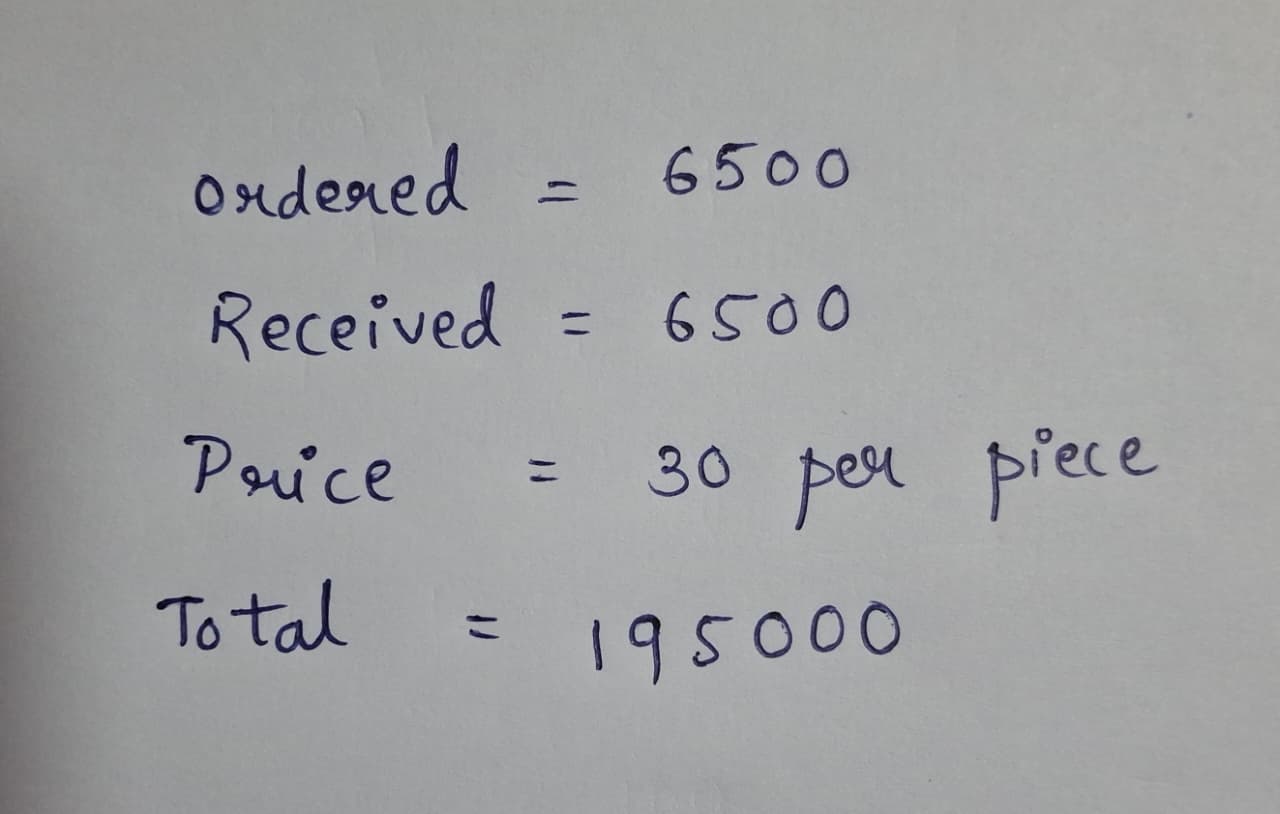 Ordered = 6500
Received = 6500
Price = 30 per piece
Total = 195000